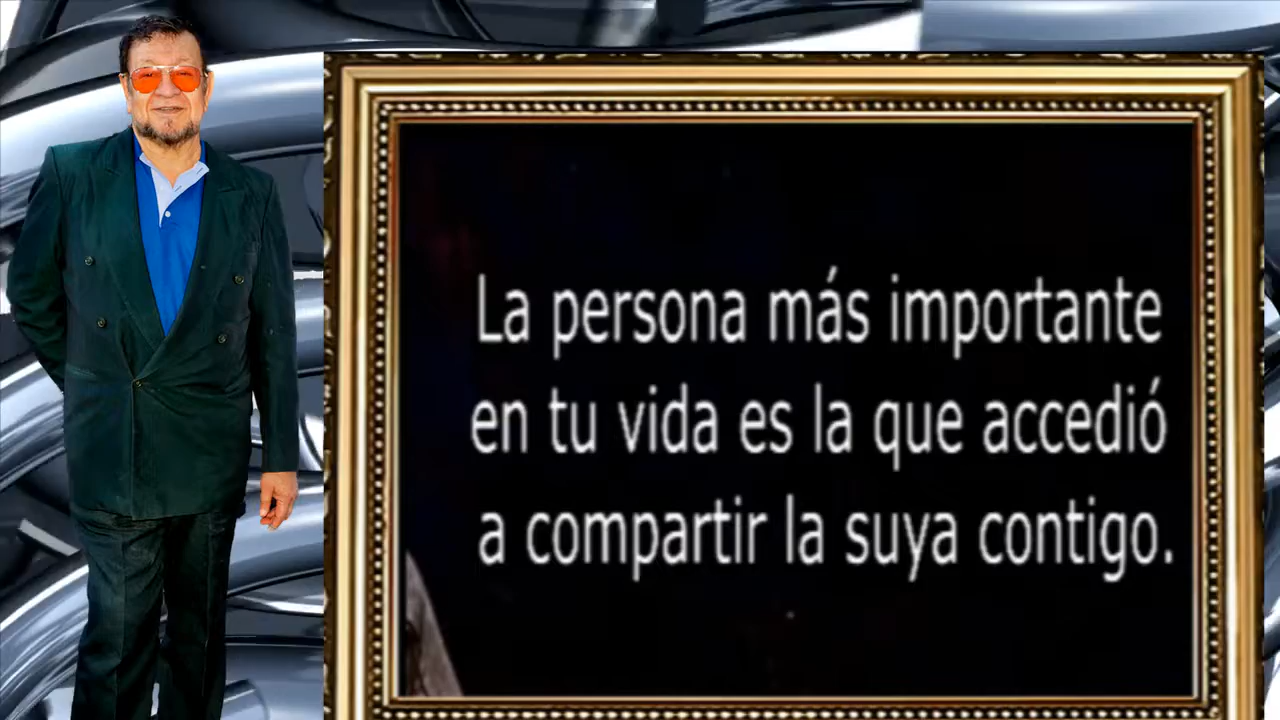 La persona más importante
en tu vida es la que accedió
a compartir la suya contigo.